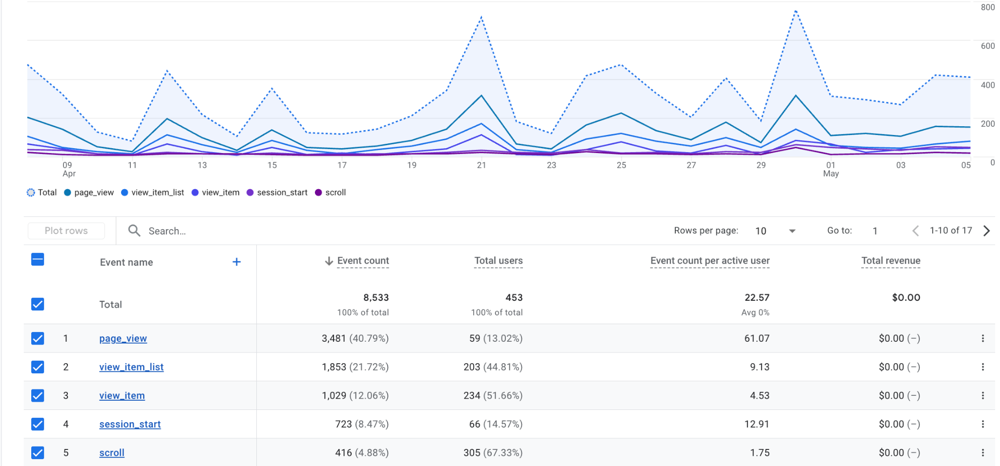 800
600
400
200
0
09 11 13 15 17 19 21 23 25 27 29 01 03 05
Apr May
Total page_view view_item_list view_item session_start scroll
Plot rows Search... Rows per page: 10 Go to: 1 1-10 of 17
Event name + Event count Total users Event count per active user Total revenue
Total 8,533 453 22.57 $0.00
100% of total 100% of total Avg 0%
1 page_view 3,481 (40.79%) 59 (13.02%) 61.07 $0.00 (–)
2 view_item_list 1,853 (21.72%) 203 (44.81%) 9.13 $0.00 (–)
3 view_item 1,029 (12.06%) 234 (51.66%) 4.53 $0.00 (–)
4 session_start 723 (8.47%) 66 (14.57%) 12.91 $0.00 (–)
5 scroll 416 (4.88%) 305 (67.33%) 1.75 $0.00 (–)